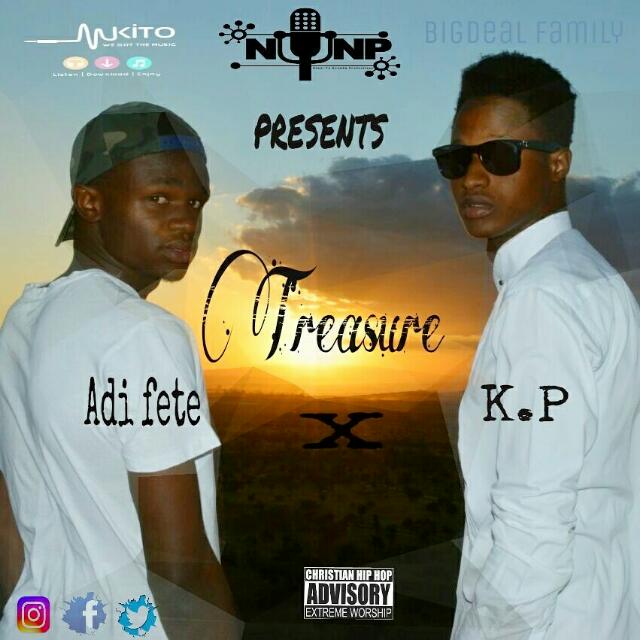 MKITO
WE GOT THE MUSIC
Listen | Download | Enjoy
NUNP
BIGDEAL FAMILY
PRESENTS
Treasure
Adi fete
X
K.P
CHRISTIAN HIP HOP
ADVISORY
EXTREME WORSHIP